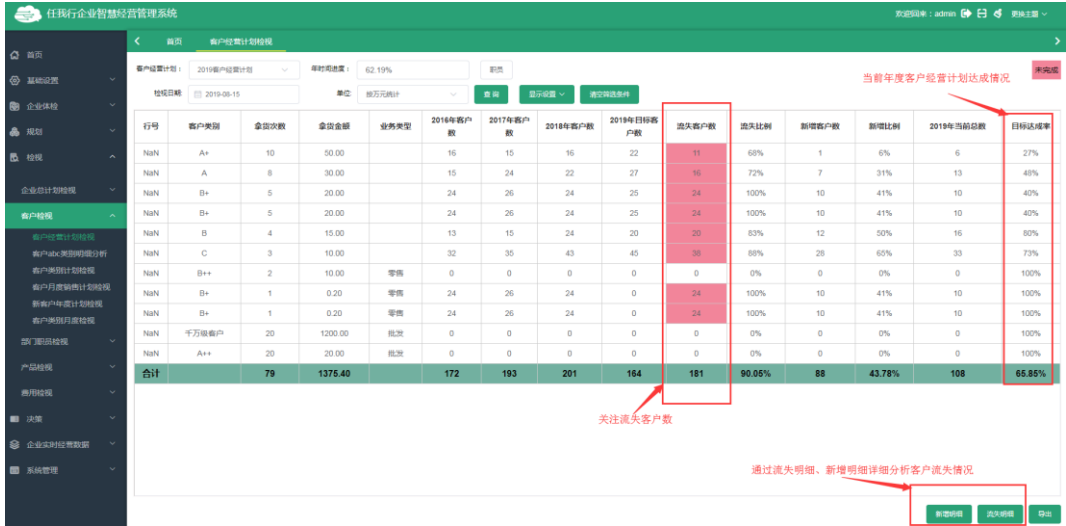 任我行企业智慧经营管理系统
欢迎回来：admin 更换主题
首页 客户经营计划检视
首页
基础设置
企业体检
规划
检视
企业总计划检视
客户检视
客户经营计划检视
客户abc类别明细分析
客户类别计划检视
客户月度销售计划检视
新客户年度计划检视
客户类别月度检视
部门职员检视
产品检视
费用检视
决策
企业实时经营数据
系统管理
客户经营计划： 2019客户经营计划 年时间进度： 62.19% 职员 未完成
检视日期: 2019-08-15 单位: 按万元统计 查询 显示设置 清空筛选条件
当前年度客户经营计划达成情况
行号 客户类别 拿货次数 拿货金额 业务类型 2016年客户数 2017年客户数 2018年客户数 2019年目标客户数 流失客户数 流失比例 新增客户数 新增比例 2019年当前总数 目标达成率
NaN A+ 10 50.00 16 15 16 22 11 68% 1 6% 6 27%
NaN A 8 30.00 15 24 22 27 16 72% 7 31% 13 48%
NaN B+ 5 20.00 24 26 24 25 24 100% 10 41% 10 40%
NaN B+ 5 20.00 24 26 24 25 24 100% 10 41% 10 40%
NaN B 4 15.00 13 15 24 20 20 83% 12 50% 16 80%
NaN C 3 10.00 32 35 43 45 38 88% 28 65% 33 73%
NaN B++ 2 10.00 零售 0 0 0 0 0 0% 0 0% 0 100%
NaN B+ 1 0.20 零售 24 26 24 0 24 100% 10 41% 10 100%
NaN B+ 1 0.20 零售 24 26 24 0 24 100% 10 41% 10 100%
NaN 千万级客户 20 1200.00 批发 0 0 0 0 0 0% 0 0% 0 100%
NaN A++ 20 20.00 批发 0 0 0 0 0 0% 0 0% 0 100%
合计 79 1375.40 172 193 201 164 181 90.05% 88 43.78% 108 65.85%
关注流失客户数
通过流失明细、新增明细详细分析客户流失情况
新增明细 流失明细 导出